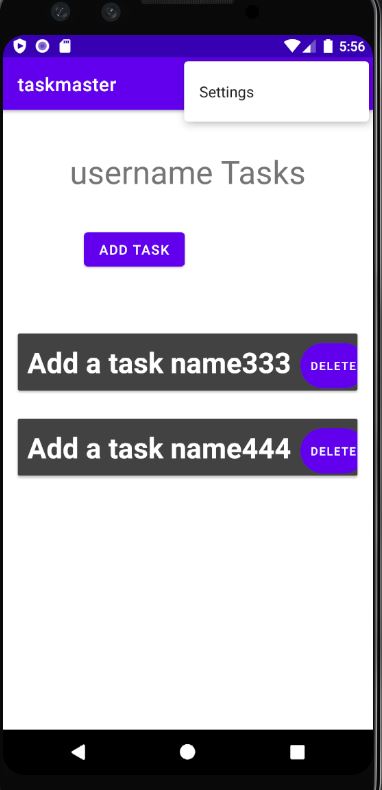 5:56
taskmaster
Settings
username Tasks
ADD TASK
Add a task name333 DELETE
Add a task name444 DELETE